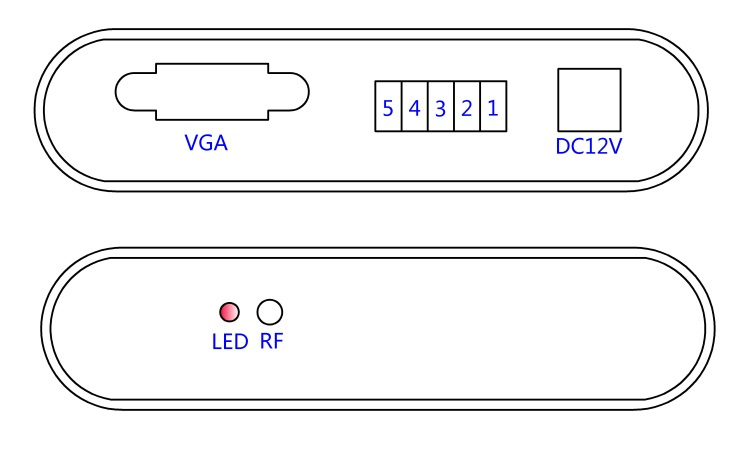 5 4 3 2 1
VGA
DC12V
LED RF